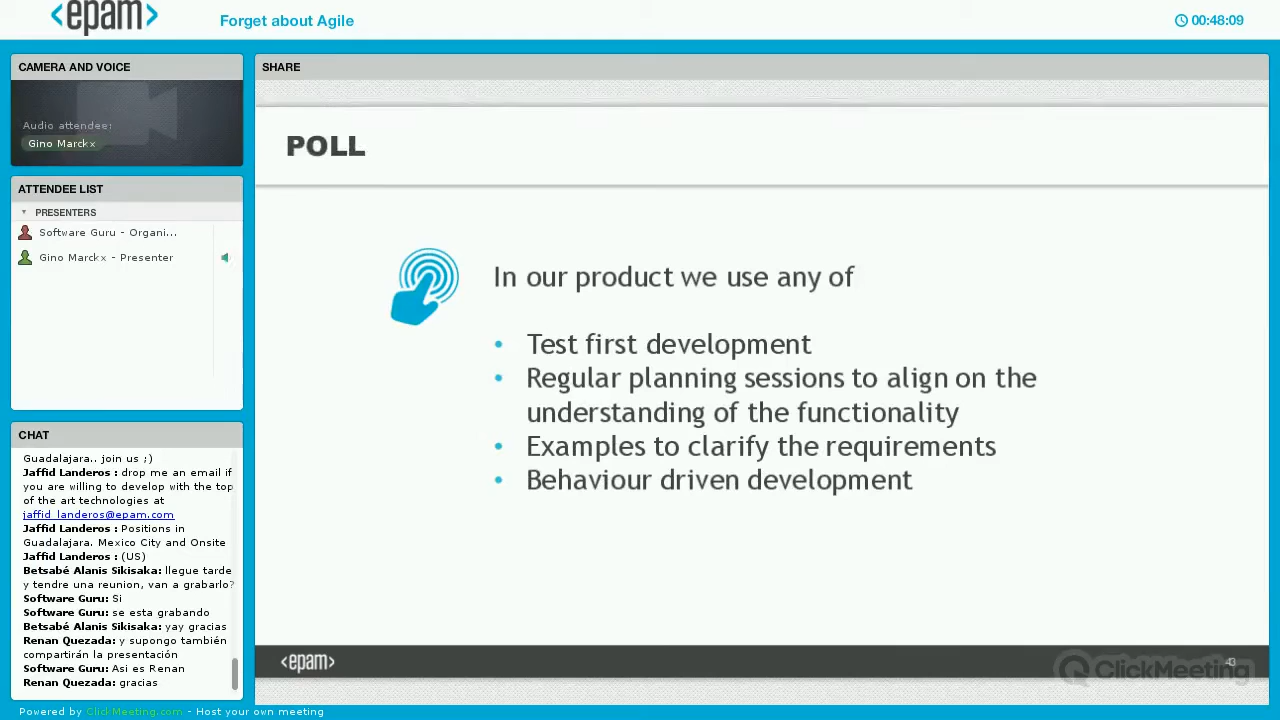 <epam>
Forget about Agile
00:48:09
CAMERA AND VOICE
Audio attendee:
Gino Marckx
ATTENDEE LIST
PRESENTERS
Software Guru - Organi...
Gino Marckx - Presenter
CHAT
Guadalajara.. join us ;)
Jaffid Landeros : drop me an email if
you are willing to develop with the top
of the art technologies at
jaffid_landeros@epam.com
Jaffid Landeros : Positions in
Guadalajara. Mexico City and Onsite
Jaffid Landeros : (US)
Betsabé Alanis Sikisaka: llegue tarde
y tendre una reunion, van a grabarlo?
Software Guru: Si
Software Guru: se esta grabando
Betsabé Alanis Sikisaka: yay gracias
Renan Quezada: y supongo también
compartirán la presentación
Software Guru: Asi es Renan
Renan Quezada: gracias
SHARE
POLL
In our product we use any of
• Test first development
• Regular planning sessions to align on the
understanding of the functionality
• Examples to clarify the requirements
• Behaviour driven development
<epam>
ClickMeeting
Powered by ClickMeeting.com - Host your own meeting